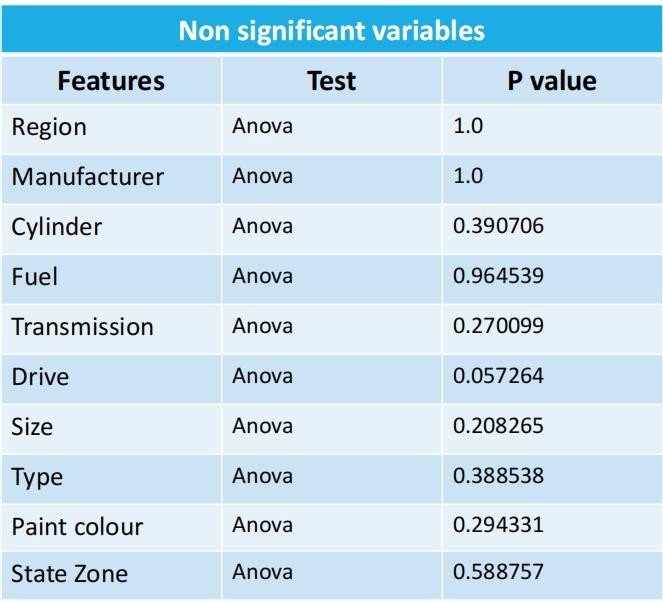 Non significant variables
Features Test P value
Region Anova 1.0
Manufacturer Anova 1.0
Cylinder Anova 0.390706
Fuel Anova 0.964539
Transmission Anova 0.270099
Drive Anova 0.057264
Size Anova 0.208265
Type Anova 0.388538
Paint colour Anova 0.294331
State Zone Anova 0.588757